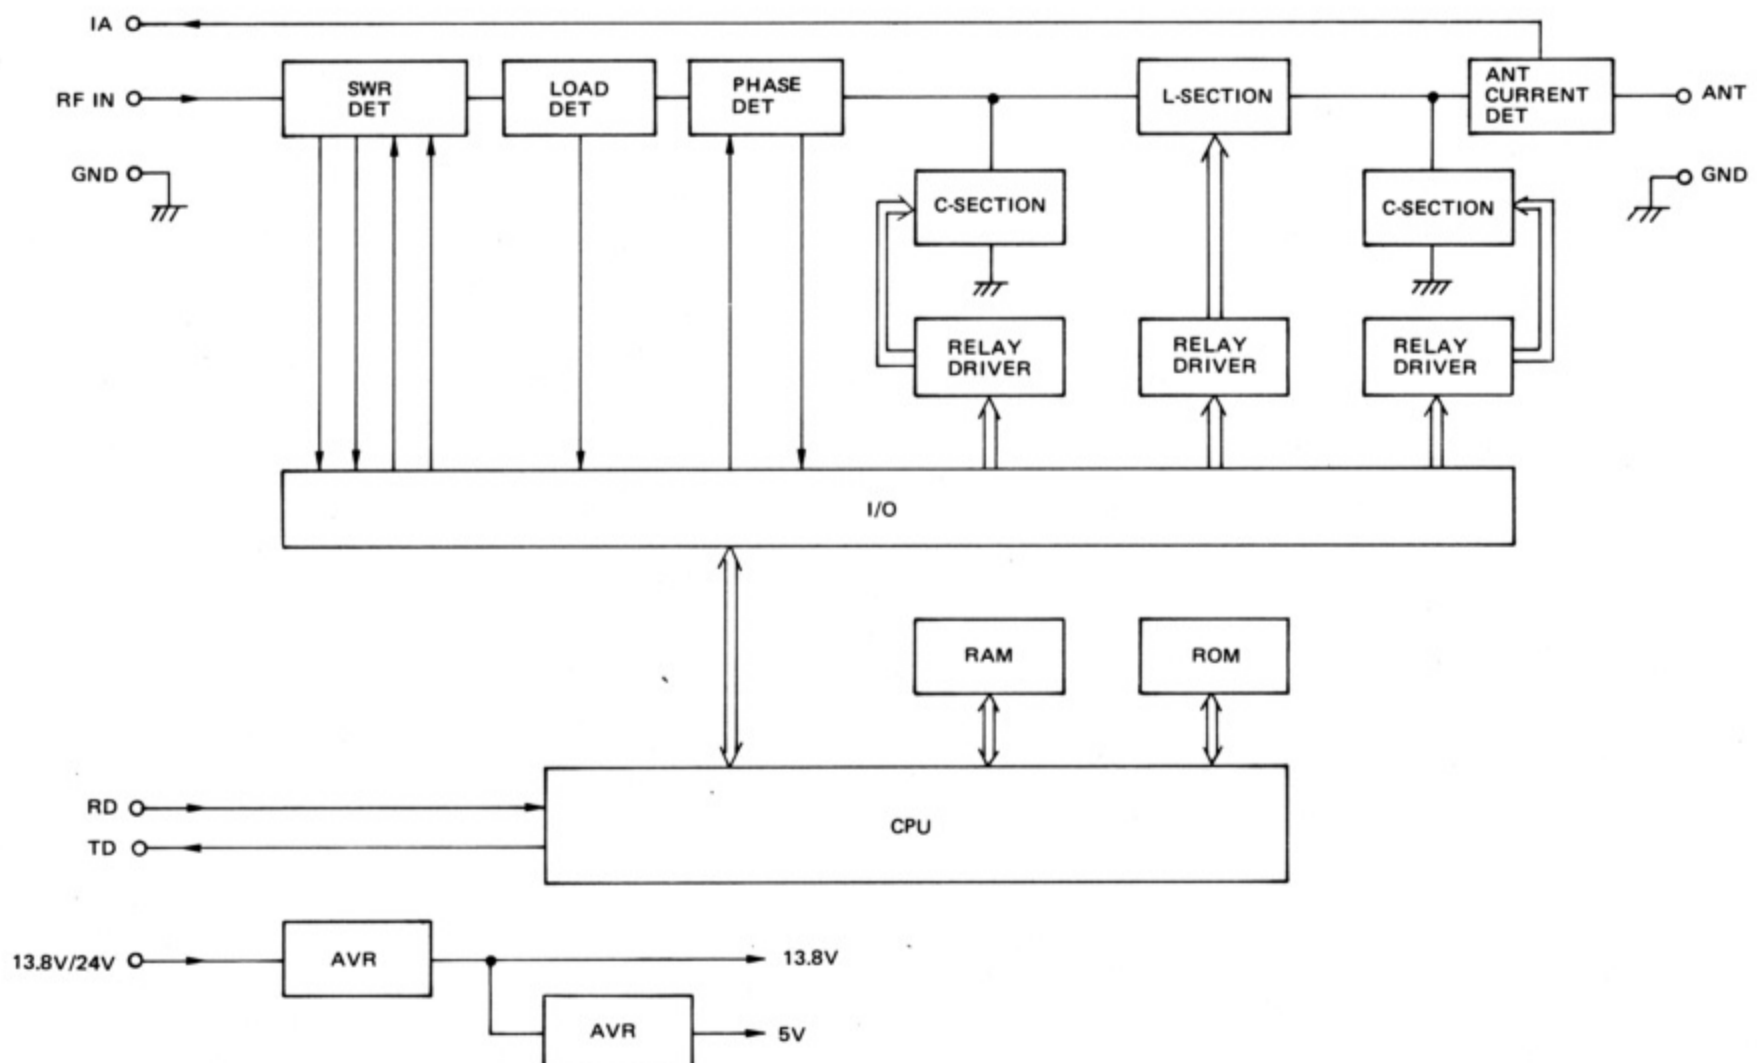 IA
RF IN
SWR
DET
LOAD
DET
PHASE
DET
L-SECTION
ANT
CURRENT
DET
ANT
GND
GND
C-SECTION
C-SECTION
RELAY
DRIVER
RELAY
DRIVER
RELAY
DRIVER
I/O
RAM
ROM
RD
TD
CPU
13.8V/24V
AVR
13.8V
AVR
5V